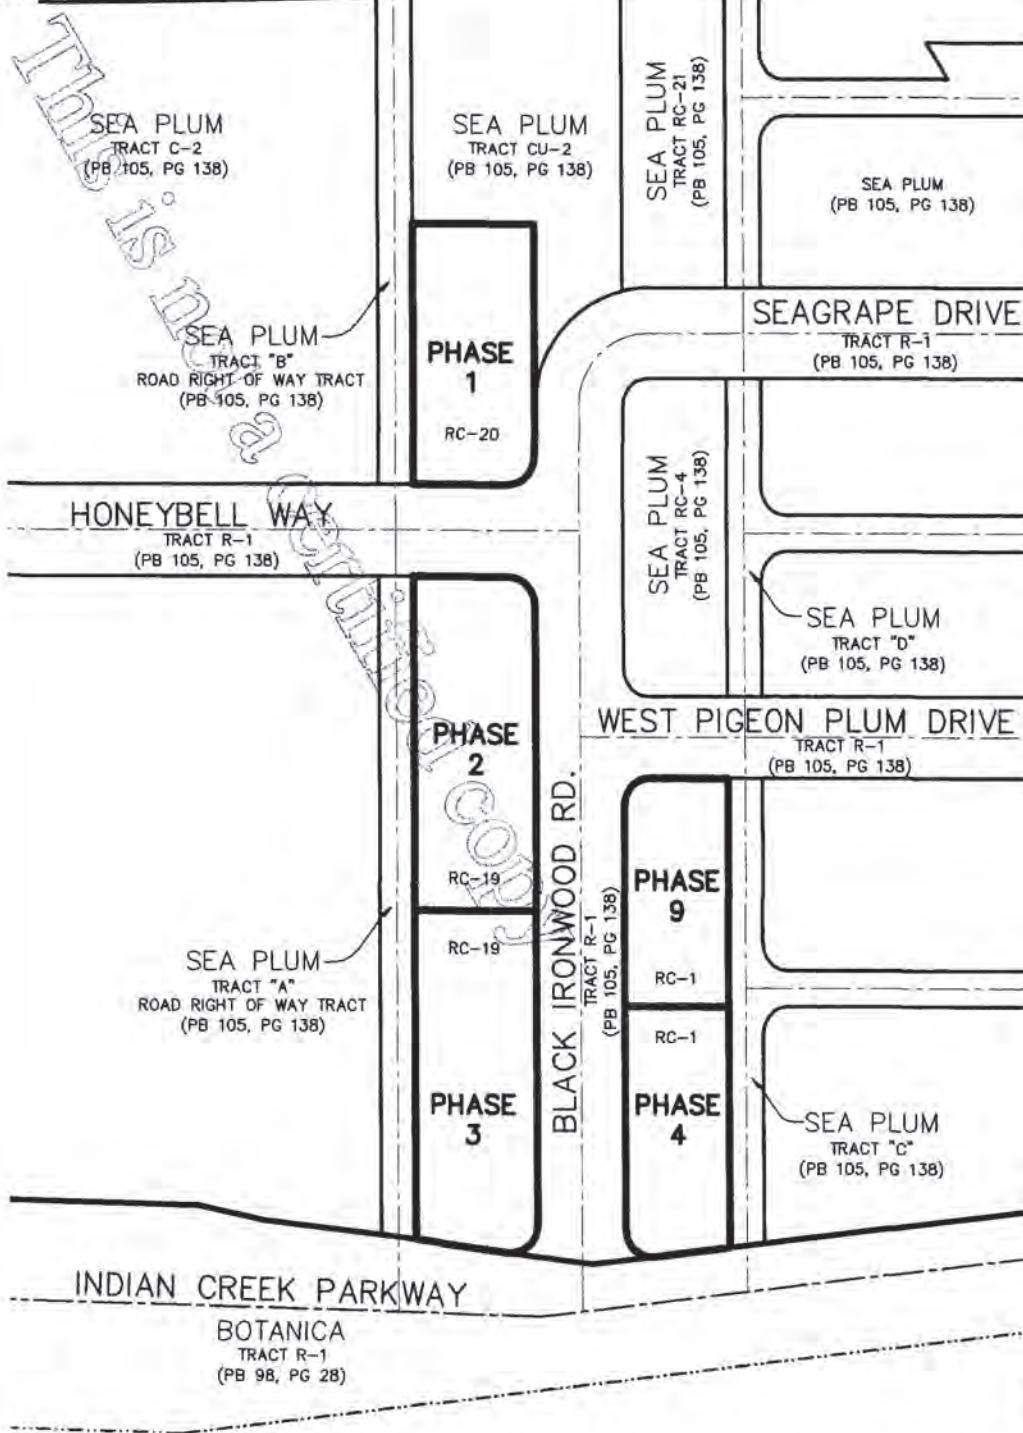 This is not a certified copy
SEA PLUM
TRACT C-2
(PB 105, PG 138)
SEA PLUM
TRACT CU-2
(PB 105, PG 138)
SEA PLUM
TRACT RC-21
(PB 105, PG 138)
SEA PLUM
(PB 105, PG 138)
SEA PLUM
TRACT "B"
ROAD RIGHT OF WAY TRACT
(PB 105, PG 138)
PHASE
1
RC-20
SEAGRAPE DRIVE
TRACT R-1
(PB 105, PG 138)
HONEYBELL WAY
TRACT R-1
(PB 105, PG 138)
SEA PLUM
TRACT RC-4
(PB 105, PG 138)
SEA PLUM
TRACT "D"
(PB 105, PG 138)
WEST PIGEON PLUM DRIVE
TRACT R-1
(PB 105, PG 138)
PHASE
2
RC-19
BLACK IRONWOOD RD.
TRACT R-1
(PB 105, PG 138)
PHASE
9
RC-1
SEA PLUM
TRACT "A"
ROAD RIGHT OF WAY TRACT
(PB 105, PG 138)
RC-19
PHASE
3
RC-1
PHASE
4
SEA PLUM
TRACT "C"
(PB 105, PG 138)
INDIAN CREEK PARKWAY
BOTANICA
TRACT R-1
(PB 98, PG 28)